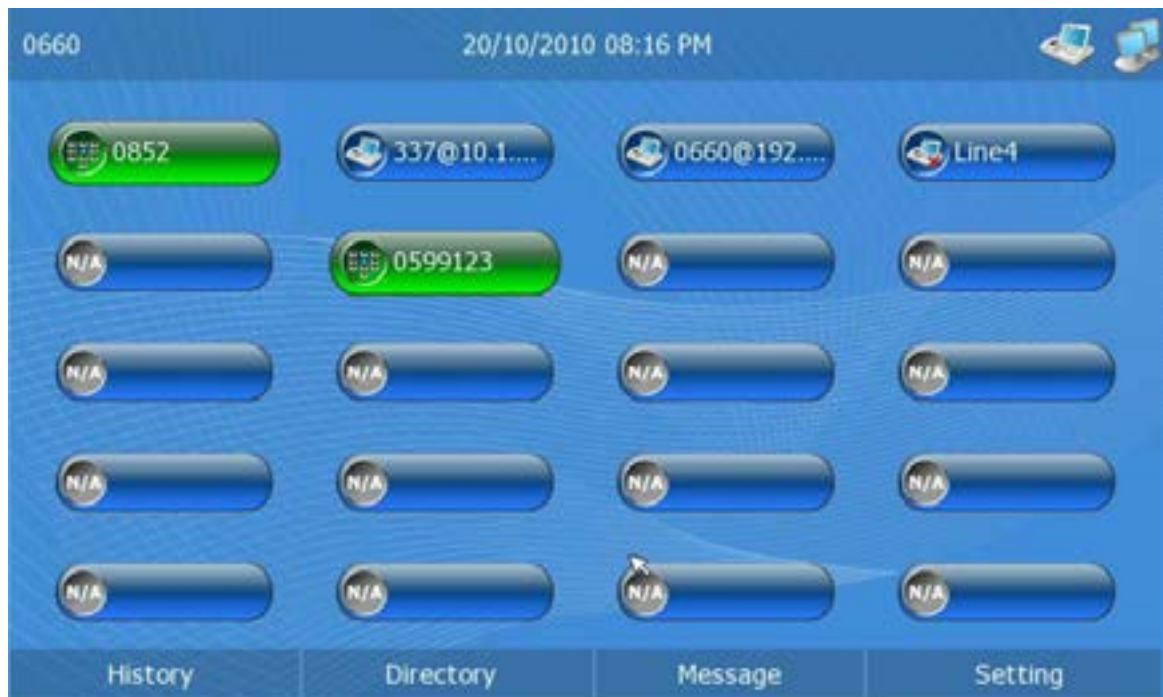 0660 20/10/2010 08:16 PM
0852 337@10.1.... 0660@192.... Line4
N/A 0599123 N/A N/A
N/A N/A N/A N/A
N/A N/A N/A N/A
N/A N/A N/A N/A
History Directory Message Setting